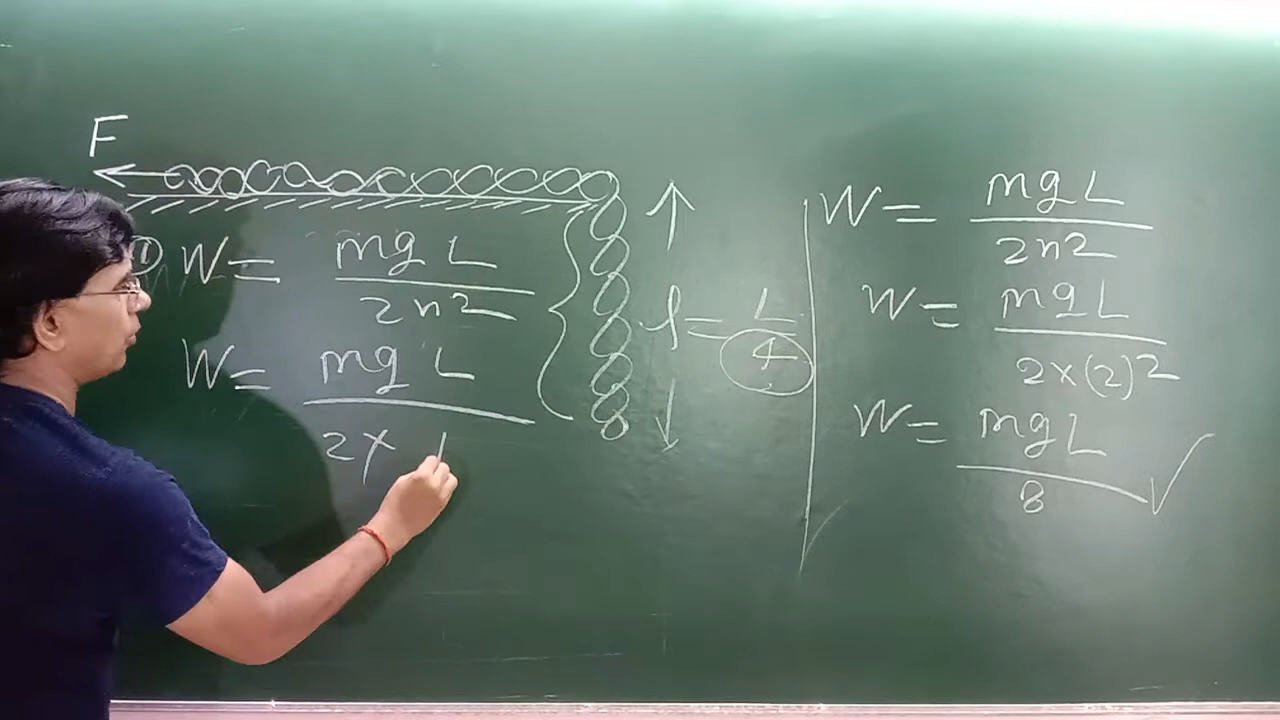 F
① W = mgL / 2n²
W = mgL / 2×
l = L / 4
W = mgL / 2n²
W = mgL / 2×(2)²
W = mgL / 8 ✓